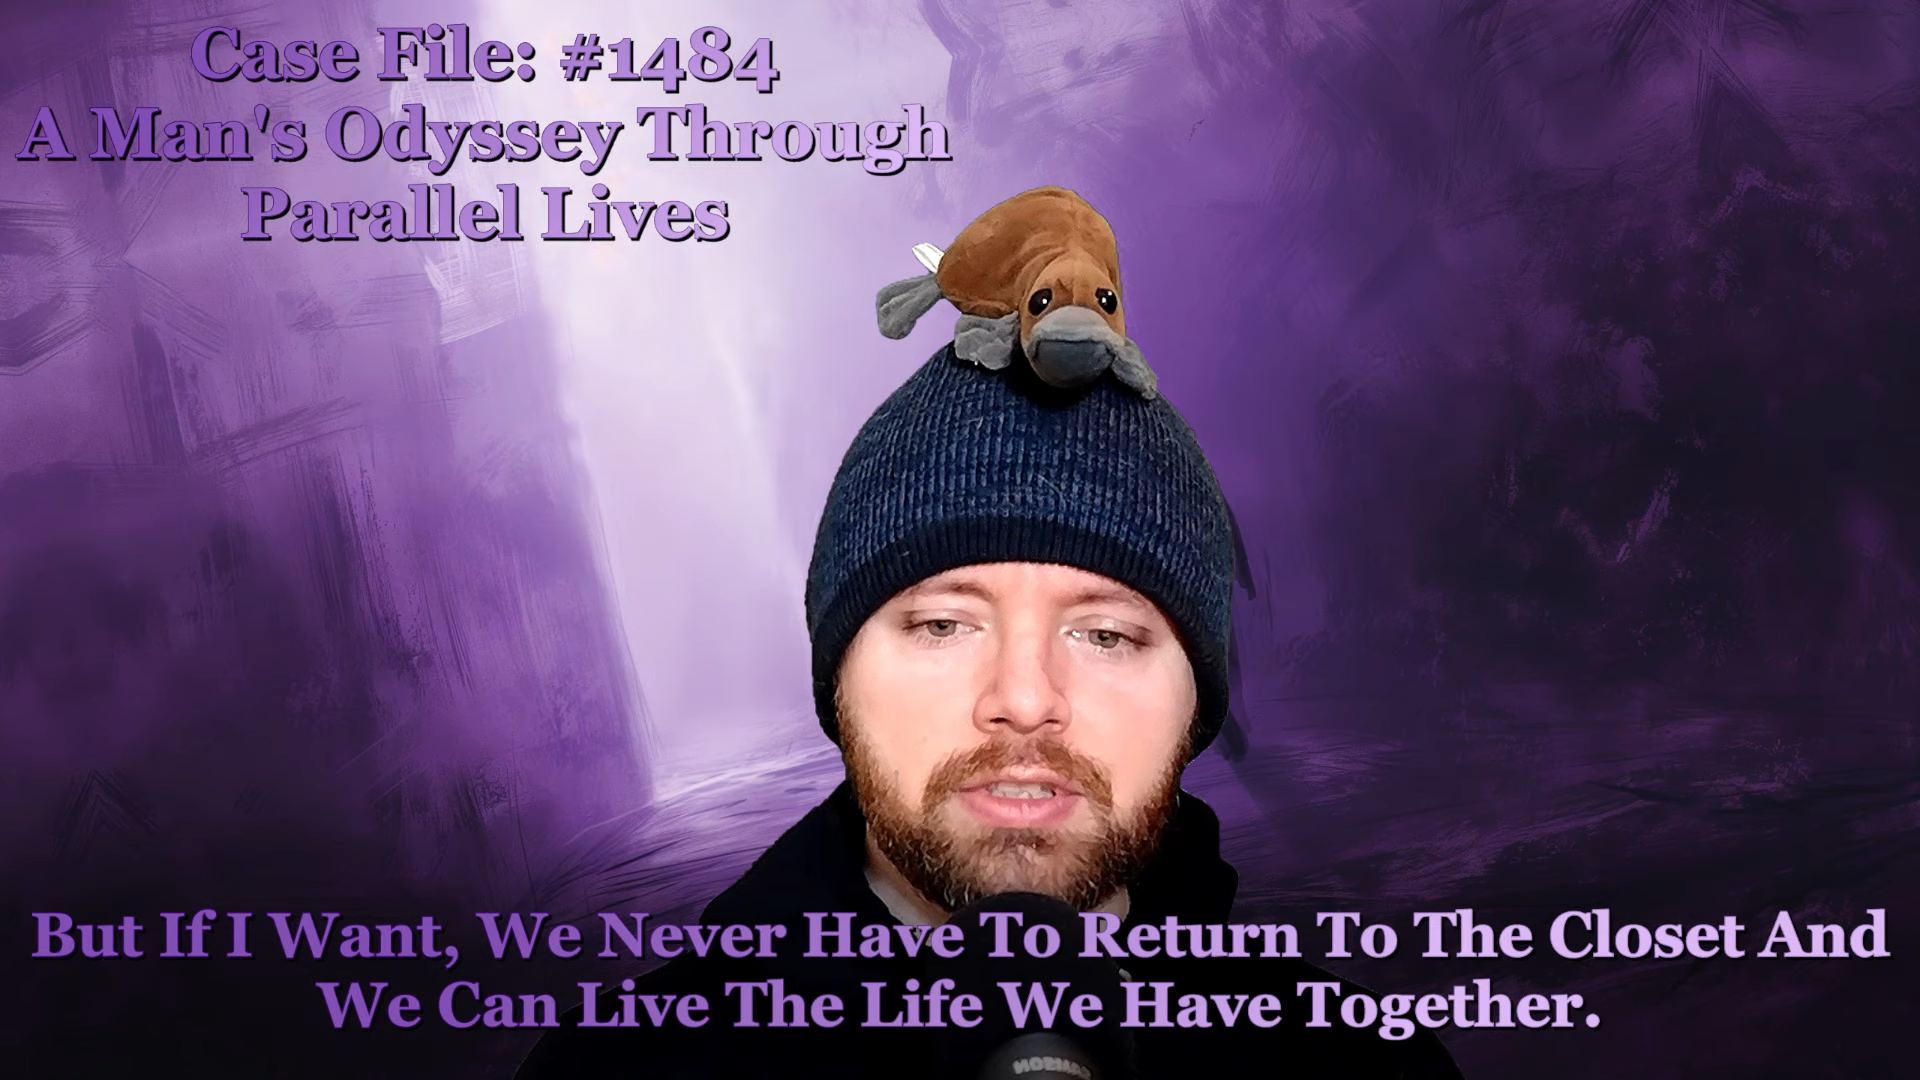 Case File: #1484
A Man's Odyssey Through
Parallel Lives
But If I Want, We Never Have To Return To The Closet And
We Can Live The Life We Have Together.